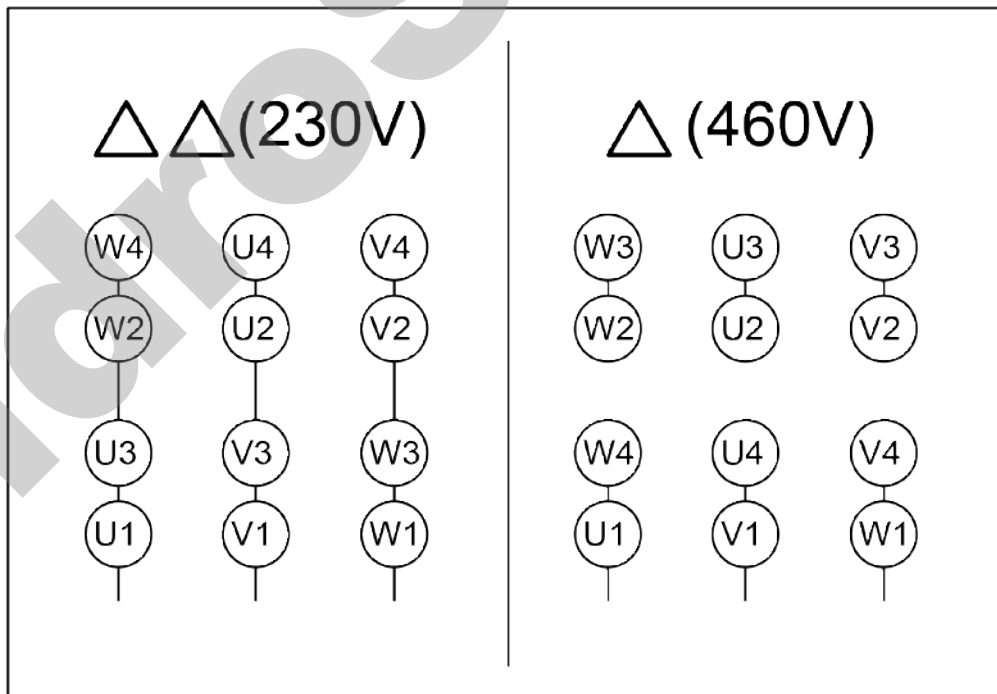 △△(230V) △(460V)
W4 U4 V4 W3 U3 V3
W2 U2 V2 W2 U2 V2
U3 V3 W3 W4 U4 V4
U1 V1 W1 U1 V1 W1